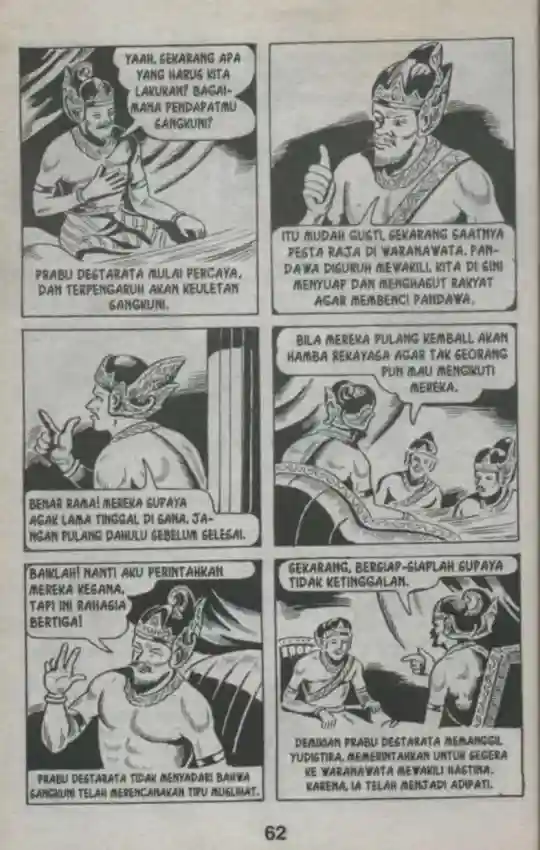 YAAH, SEKARANG APA
YANG HARUS KITA
LAKUKAN? BAGAI-
MANA PENDAPATMU
SANGKUNI?
PRABU DESTARATA MULAI PERCAYA,
DAN TERPENGARUH AKAN KEULETAN
SANGKUNI.
ITU MUDAH GUSTI, SEKARANG SAATNYA
PESTA RAJA DI WARANAWATA. PAN-
DAWA DISURUH MEWAKILI. KITA DI SINI
MENYUAP DAN MENGHASUT RAKYAT
AGAR MEMBENCI PANDAWA.
BENAR RAMA! MEREKA SUPAYA
AGAK LAMA TINGGAL DI SANA. JA-
NGAN PULANG DAHULU SEBELUM SELESAI.
BILA MEREKA PULANG KEMBALI, AKAN
HAMBA REKAYASA AGAR TAK SEORANG
PUN MAU MENGIKUTI
MEREKA.
BAIKLAH! NANTI AKU PERINTAHKAN
MEREKA KESANA,
TAPI INI RAHASIA
BERTIGA!
PRABU DESTARATA TIDAK MENYADARI BAHWA
SANGKUNI TELAH MERENCANAKAN TIPU MUSLIHAT.
SEKARANG, BERSIAP-SIAPLAH SUPAYA
TIDAK KETINGGALAN.
DEMIKIAN PRABU DESTARATA MEMANGGIL
YUDISTIRA, MEMERINTAHKAN UNTUK SEGERA
KE WARANAWATA MEWAKILI HASTINA.
KARENA, IA TELAH MENJADI ADIPATI.
62